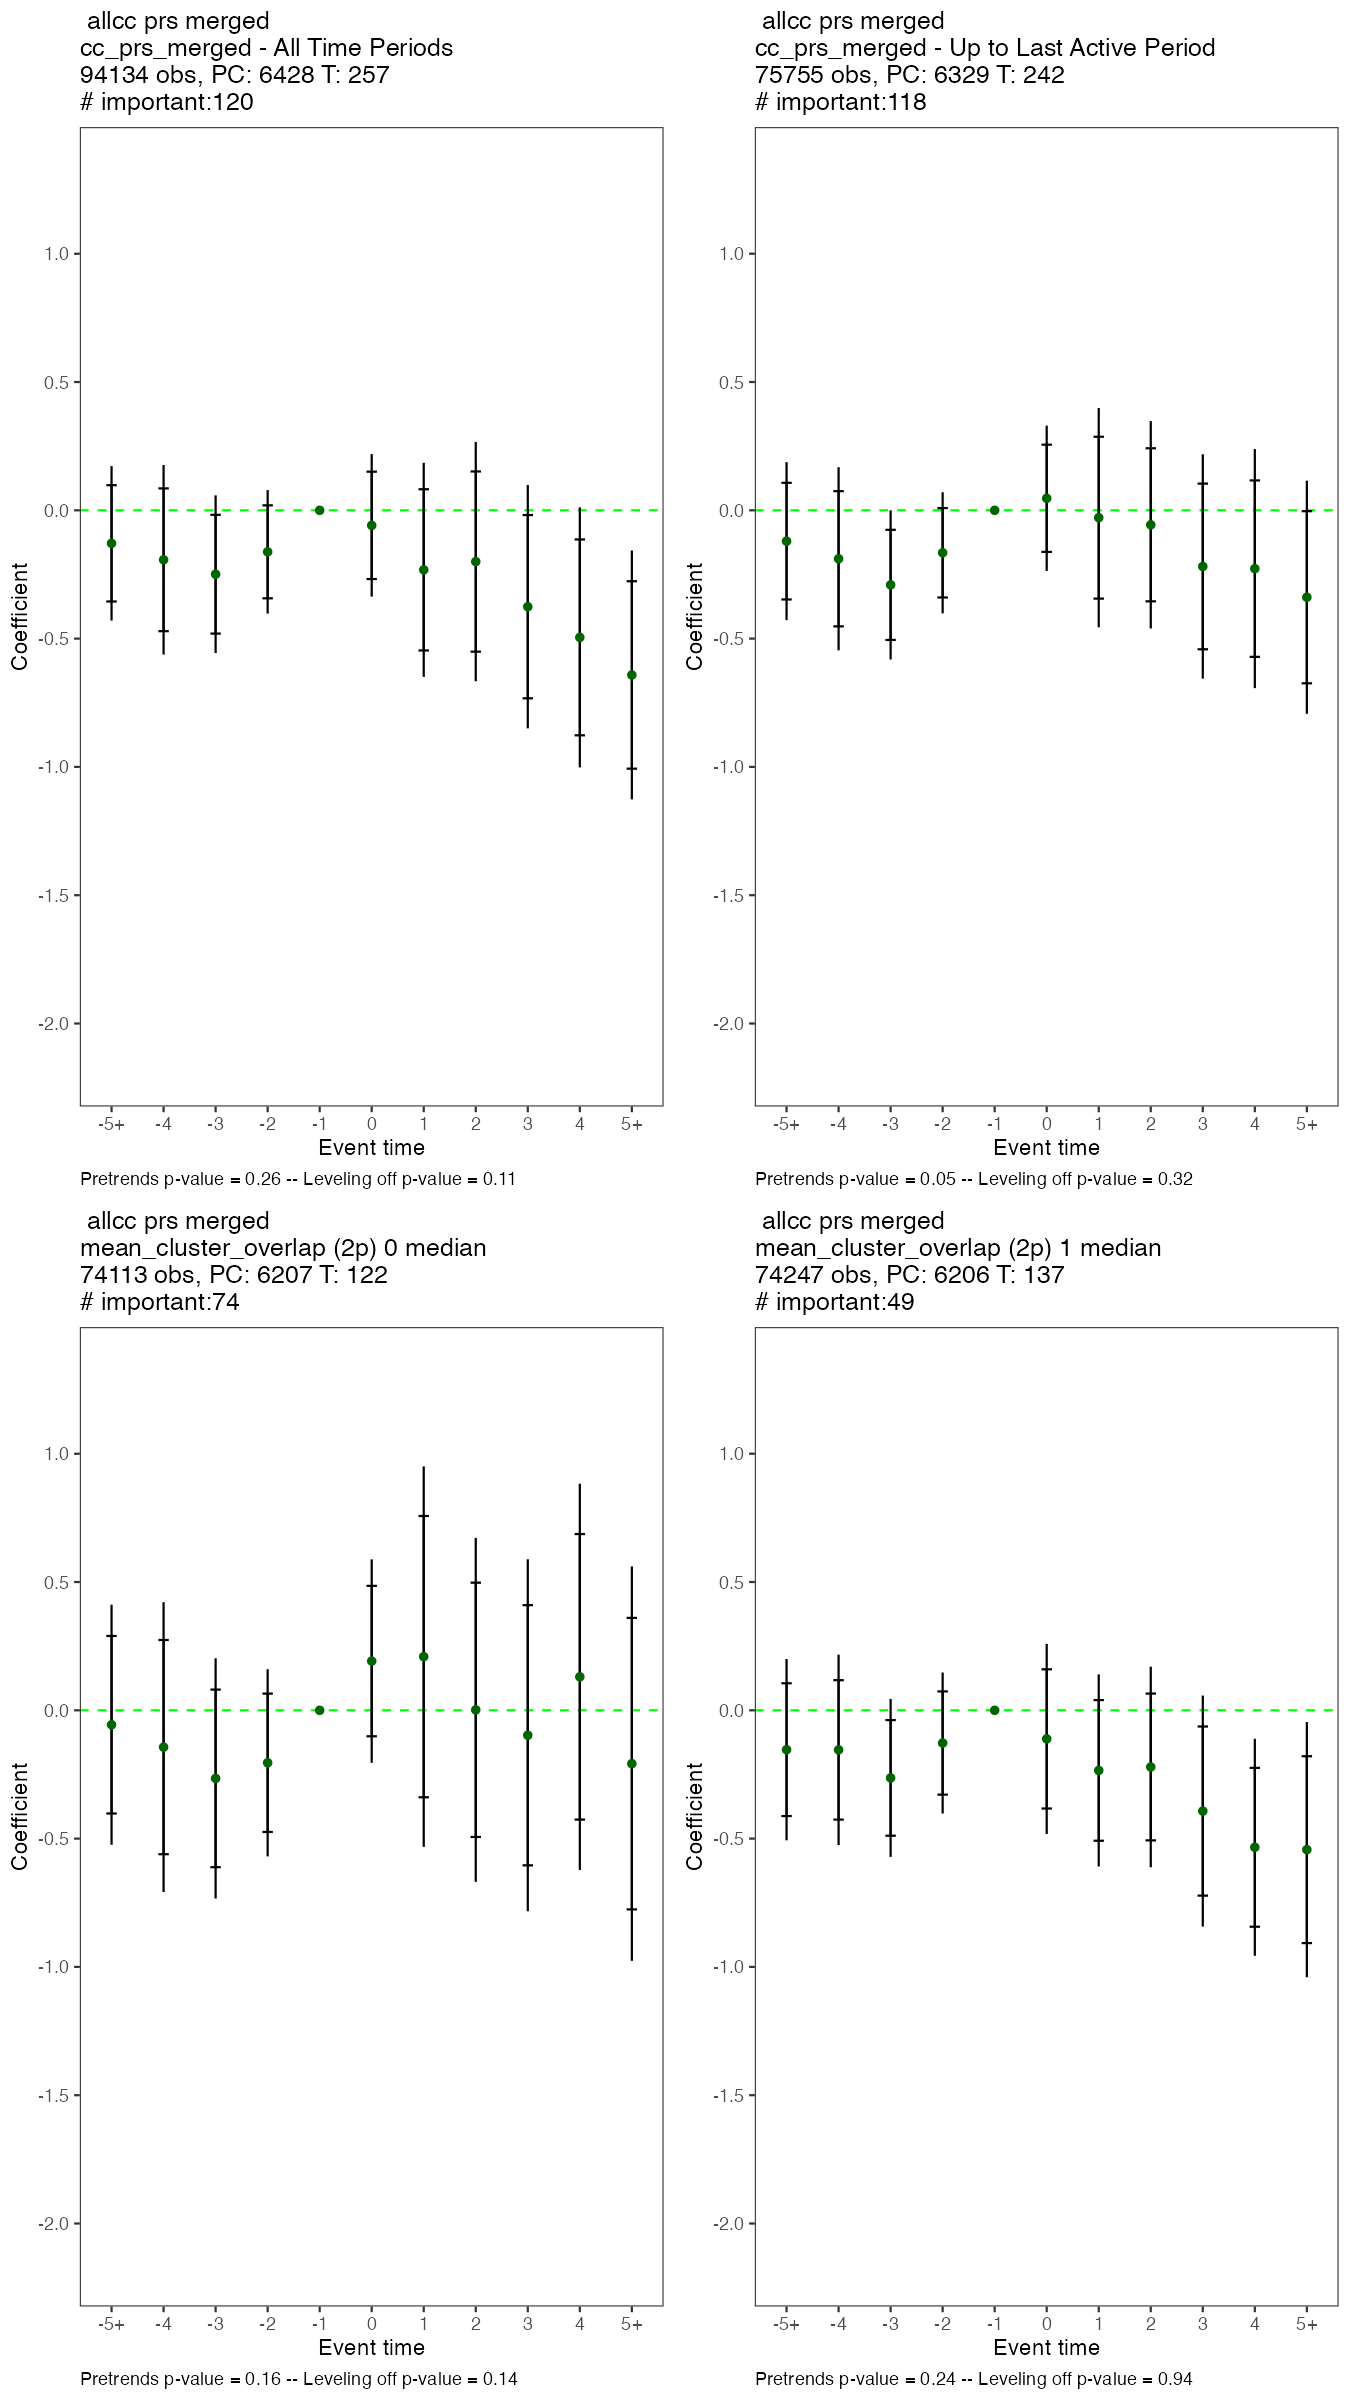 allcc prs merged
cc_prs_merged - All Time Periods
94134 obs, PC: 6428 T: 257
# important:120
1.0
0.5
0.0
-0.5
-1.0
-1.5
-2.0
Coefficient
-5+ -4 -3 -2 -1 0 1 2 3 4 5+
Event time
Pretrends p-value = 0.26 -- Leveling off p-value = 0.11
allcc prs merged
cc_prs_merged - Up to Last Active Period
75755 obs, PC: 6329 T: 242
# important:118
1.0
0.5
0.0
-0.5
-1.0
-1.5
-2.0
Coefficient
-5+ -4 -3 -2 -1 0 1 2 3 4 5+
Event time
Pretrends p-value = 0.05 -- Leveling off p-value = 0.32
allcc prs merged
mean_cluster_overlap (2p) 0 median
74113 obs, PC: 6207 T: 122
# important:74
1.0
0.5
0.0
-0.5
-1.0
-1.5
-2.0
Coefficient
-5+ -4 -3 -2 -1 0 1 2 3 4 5+
Event time
Pretrends p-value = 0.16 -- Leveling off p-value = 0.14
allcc prs merged
mean_cluster_overlap (2p) 1 median
74247 obs, PC: 6206 T: 137
# important:49
1.0
0.5
0.0
-0.5
-1.0
-1.5
-2.0
Coefficient
-5+ -4 -3 -2 -1 0 1 2 3 4 5+
Event time
Pretrends p-value = 0.24 -- Leveling off p-value = 0.94